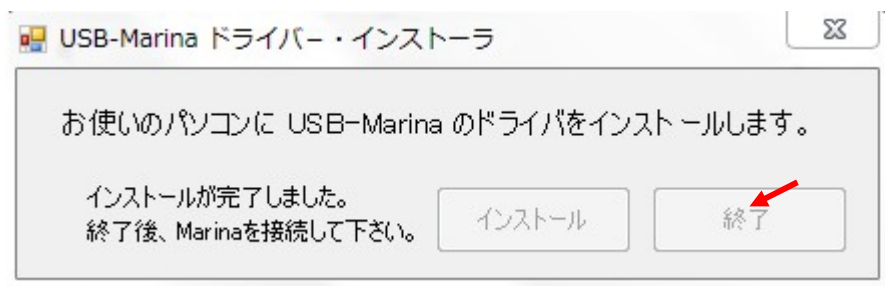 USB-Marina ドライバー・インストーラ
お使いのパソコンに USB-Marina のドライバをインストールします。
インストールが完了しました。
終了後、Marinaを接続して下さい。
インストール
終了